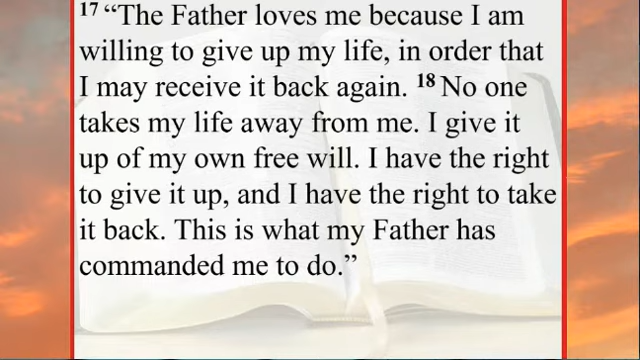 17 “The Father loves me because I am
willing to give up my life, in order that
I may receive it back again. 18 No one
takes my life away from me. I give it
up of my own free will. I have the right
to give it up, and I have the right to take
it back. This is what my Father has
commanded me to do.”